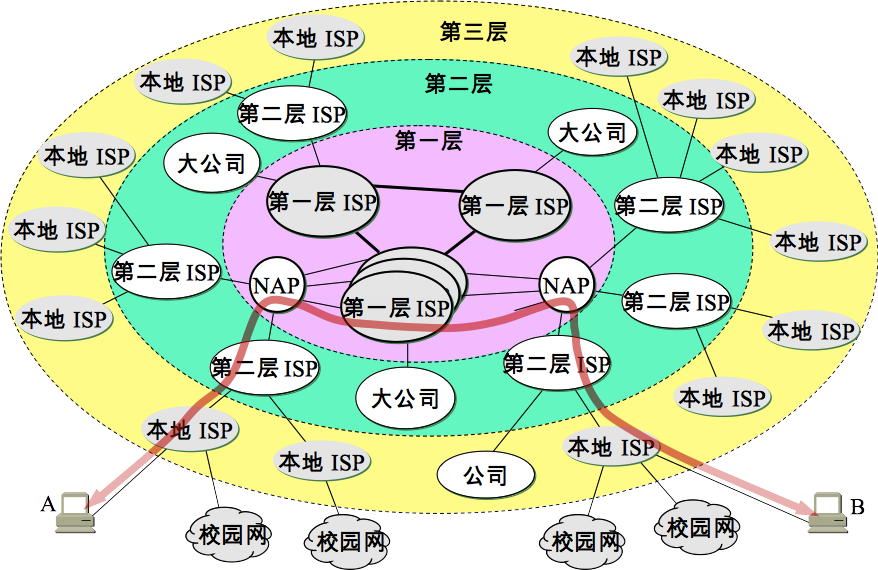 第三层
本地 ISP
本地 ISP
本地 ISP
本地 ISP
第二层
本地 ISP
第二层 ISP
大公司
第一层
本地 ISP
本地 ISP
大公司
第一层 ISP
第一层 ISP
第二层 ISP
本地 ISP
本地 ISP
第二层 ISP
NAP
NAP
第一层 ISP
第二层 ISP
本地 ISP
本地 ISP
第二层 ISP
第二层 ISP
大公司
本地 ISP
本地 ISP
本地 ISP
本地 ISP
公司
A
B
校园网
校园网
校园网
校园网